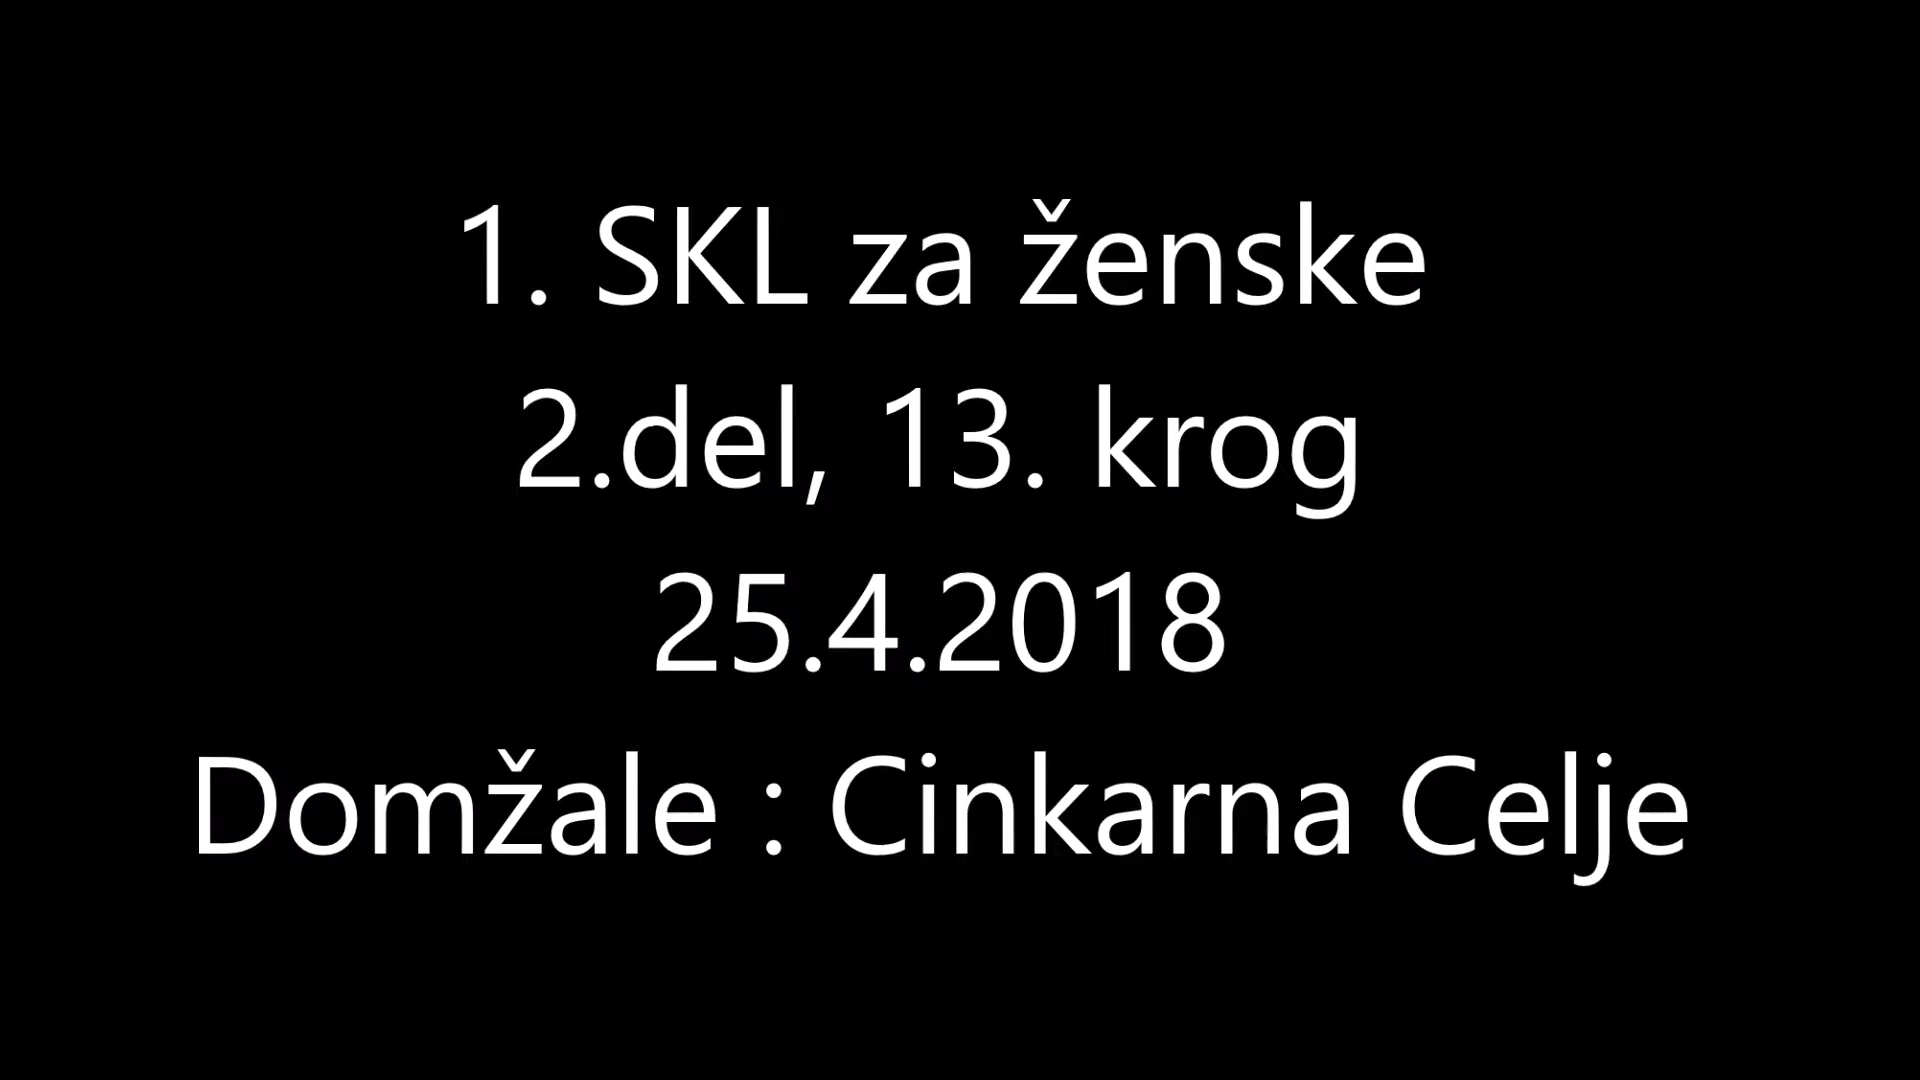 1. SKL za ženske
2.del, 13. krog
25.4.2018
Domžale : Cinkarna Celje